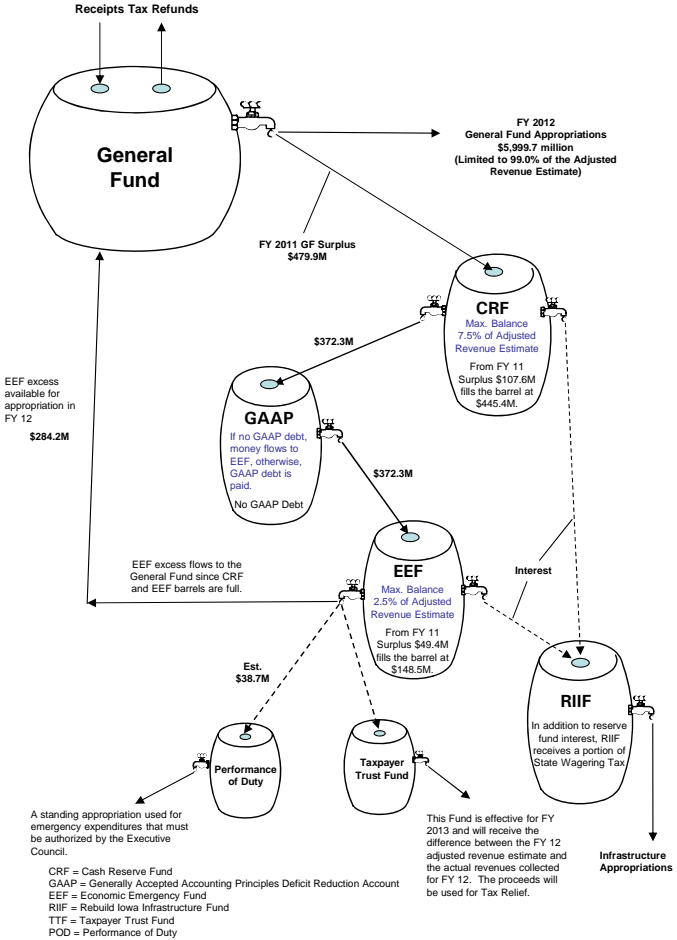 Receipts Tax Refunds
General
Fund
FY 2012
General Fund Appropriations
$5,999.7 million
(Limited to 99.0% of the Adjusted
Revenue Estimate)
FY 2011 GF Surplus
$479.9M
CRF
Max. Balance
7.5% of Adjusted
Revenue Estimate
From FY 11
Surplus $107.6M
fills the barrel at
$445.4M.
$372.3M
EEF excess
available for
appropriation in
FY 12
$284.2M
GAAP
If no GAAP debt,
money flows to
EEF, otherwise,
GAAP debt is
paid.
No GAAP Debt
$372.3M
EEF excess flows to the
General Fund since CRF
and EEF barrels are full.
EEF
Max. Balance
2.5% of Adjusted
Revenue Estimate
From FY 11
Surplus $49.4M
fills the barrel at
$148.5M.
Interest
Est.
$38.7M
RIIF
In addition to reserve
fund interest, RIIF
receives a portion of
State Wagering Tax
Performance
of Duty
Taxpayer
Trust Fund
A standing appropriation used for
emergency expenditures that must
be authorized by the Executive
Council.
This Fund is effective for FY
2013 and will receive the
difference between the FY 12
adjusted revenue estimate and
the actual revenues collected
for FY 12. The proceeds will
be used for Tax Relief.
Infrastructure
Appropriations
CRF = Cash Reserve Fund
GAAP = Generally Accepted Accounting Principles Deficit Reduction Account
EEF = Economic Emergency Fund
RIIF = Rebuild Iowa Infrastructure Fund
TTF = Taxpayer Trust Fund
POD = Performance of Duty